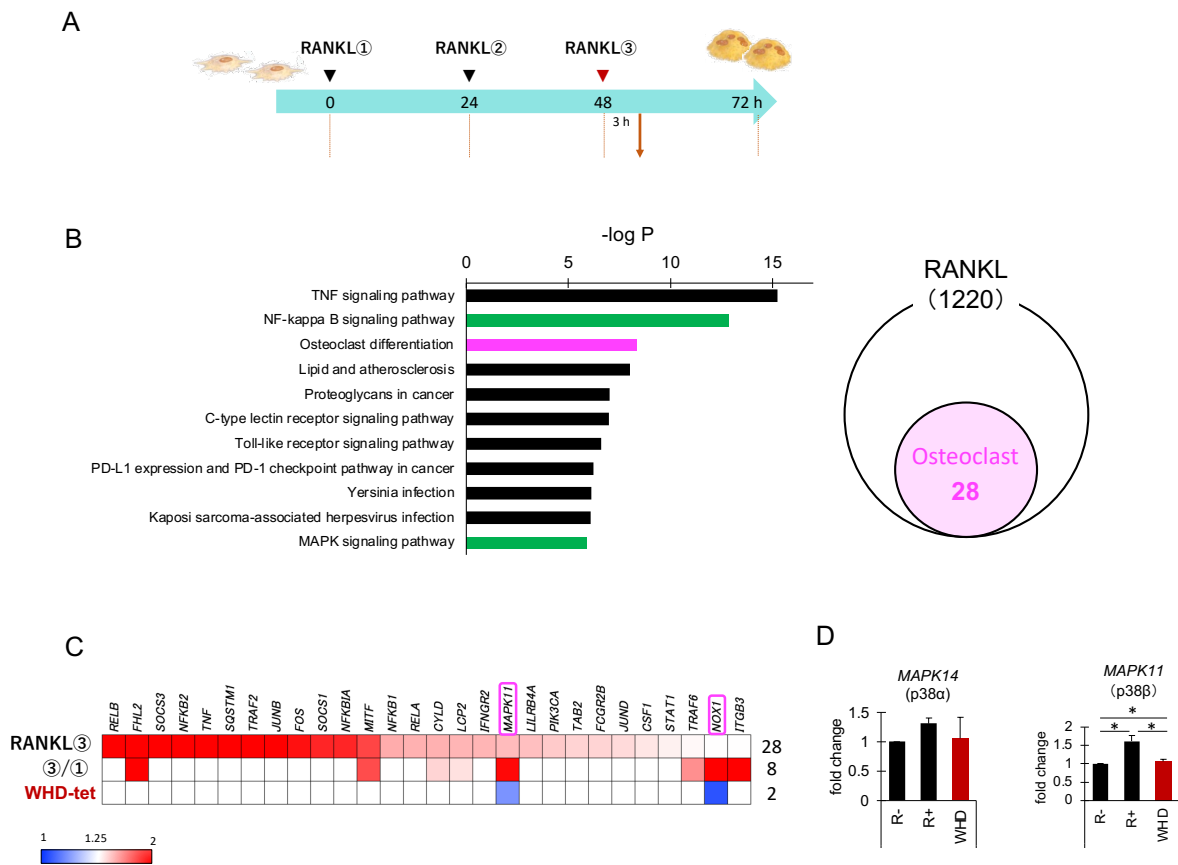 A
RANKL① RANKL② RANKL③
0 24 48 72 h
3 h
B
-log P
0 5 10 15
TNF signaling pathway
NF-kappa B signaling pathway
Osteoclast differentiation
Lipid and atherosclerosis
Proteoglycans in cancer
C-type lectin receptor signaling pathway
Toll-like receptor signaling pathway
PD-L1 expression and PD-1 checkpoint pathway in cancer
Yersinia infection
Kaposi sarcoma-associated herpesvirus infection
MAPK signaling pathway
RANKL
（1220）
Osteoclast
28
C
RELB FHL2 SOCS3 NFKB2 TNF SQSTM1 TRAF2 JUNB FOS SOCS1 NFKBIA MITF NFKB1 RELA CYLD LCP2 IFNGR2 MAPK11 LILRB4A PIK3CA TAB2 FCGR2B JUND CSF1 STAT1 TRAF6 NOX1 ITGB3
RANKL③ 28
③/① 8
WHD-tet 2
1 1.25 2
D
MAPK14
(p38α)
fold change
1.5
1
0.5
0
R- R+ WHD
MAPK11
（p38β）
fold change
2
1.5
1
0.5
0
*
* *
R- R+ WHD